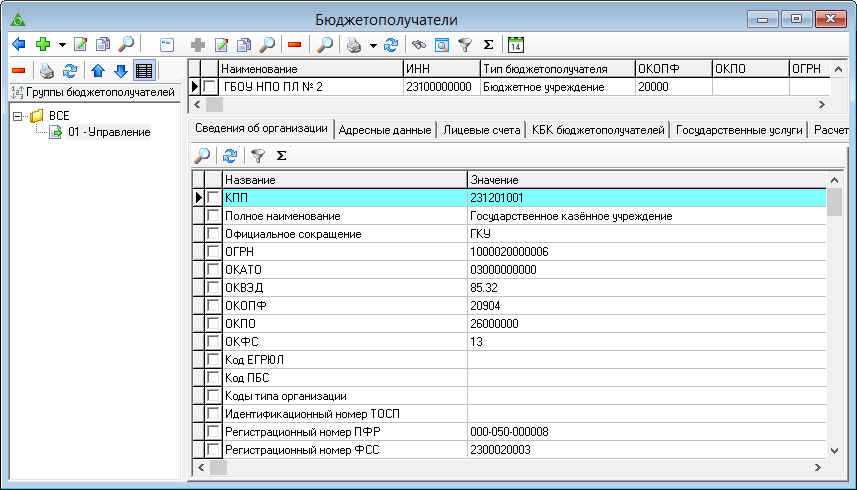 Бюджетополучатели
14
Группы бюджетополучателей
ВСЕ
01 - Управление
Наименование ИНН Тип бюджетополучателя ОКОПФ ОКПО ОГРН
ГБОУ НПО ПЛ № 2 23100000000 Бюджетное учреждение 20000
Сведения об организации Адресные данные Лицевые счета КБК бюджетополучателей Государственные услуги Расчет
Название Значение
КПП 231201001
Полное наименование Государственное казённое учреждение
Официальное сокращение ГКУ
ОГРН 1000020000006
ОКАТО 03000000000
ОКВЭД 85.32
ОКОПФ 20904
ОКПО 26000000
ОКФС 13
Код ЕГРЮЛ
Код ПБС
Коды типа организации
Идентификационный номер ТОСП
Регистрационный номер ПФР 000-050-000008
Регистрационный номер ФСС 2300020003